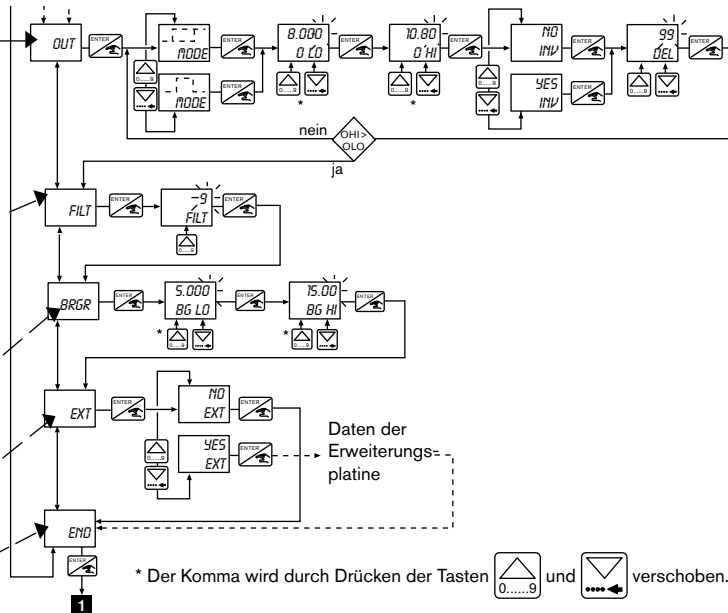 OUT ENTER MODE ENTER 8.000 ENTER 10.80 ENTER NO ENTER 99 ENTER
O LO O HI INV DEL
0......9 MODE ENTER 0......9 0......9 0......9 YES ENTER 0......9
INV
* *
nein OHI> OLO
ja
FILT ENTER -9 ENTER
FILT
0......9
BRGR ENTER 5.000 ENTER 15.00 ENTER
BG LO BG HI
* 0......9 * 0......9
EXT ENTER NO ENTER
EXT
0......9 YES ENTER
EXT
Daten der
Erweiterungs-
platine
END
ENTER
1
* Der Komma wird durch Drücken der Tasten 0......9 und verschoben.